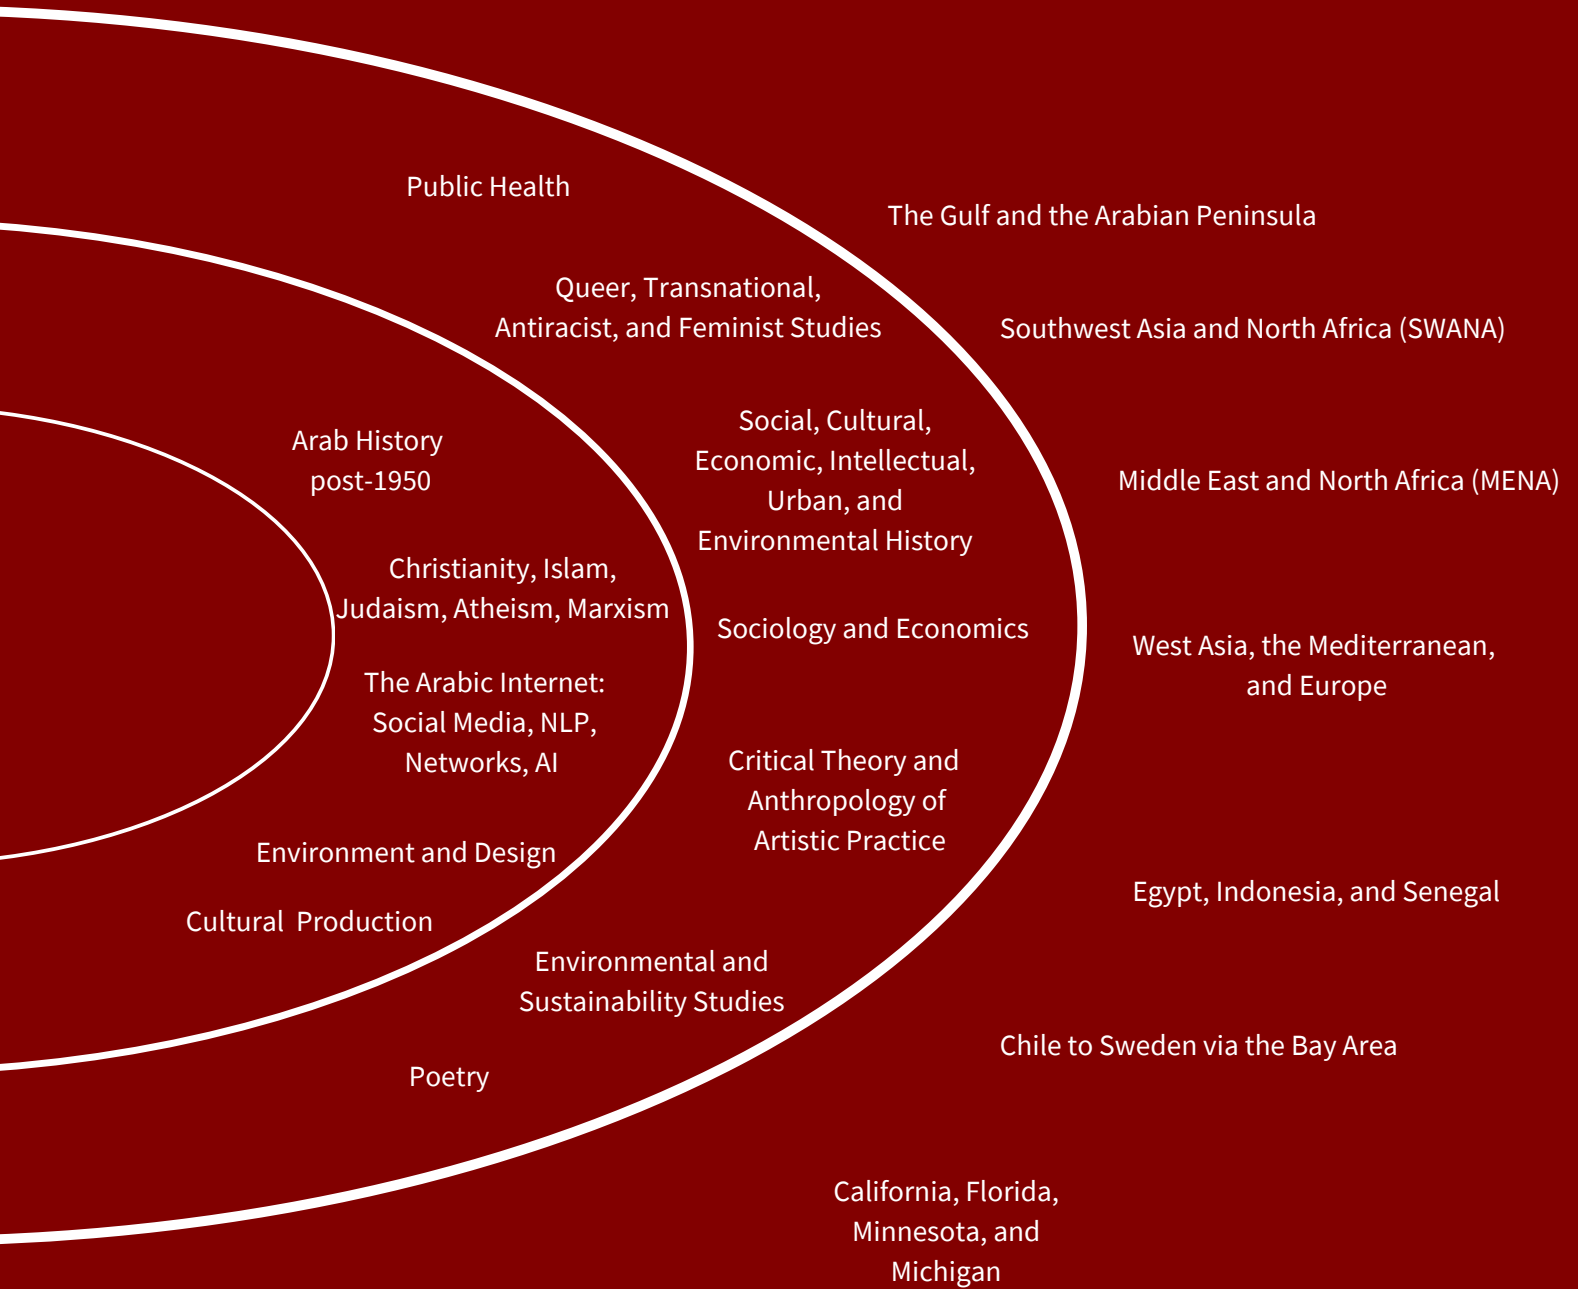 Public Health
The Gulf and the Arabian Peninsula
Queer, Transnational,
Antiracist, and Feminist Studies
Southwest Asia and North Africa (SWANA)
Arab History
post-1950
Social, Cultural,
Economic, Intellectual,
Urban, and
Environmental History
Middle East and North Africa (MENA)
Christianity, Islam,
Judaism, Atheism, Marxism
Sociology and Economics
West Asia, the Mediterranean,
and Europe
The Arabic Internet:
Social Media, NLP,
Networks, AI
Critical Theory and
Anthropology of
Artistic Practice
Environment and Design
Egypt, Indonesia, and Senegal
Cultural  Production
Environmental and
Sustainability Studies
Chile to Sweden via the Bay Area
Poetry
California, Florida,
Minnesota, and
Michigan